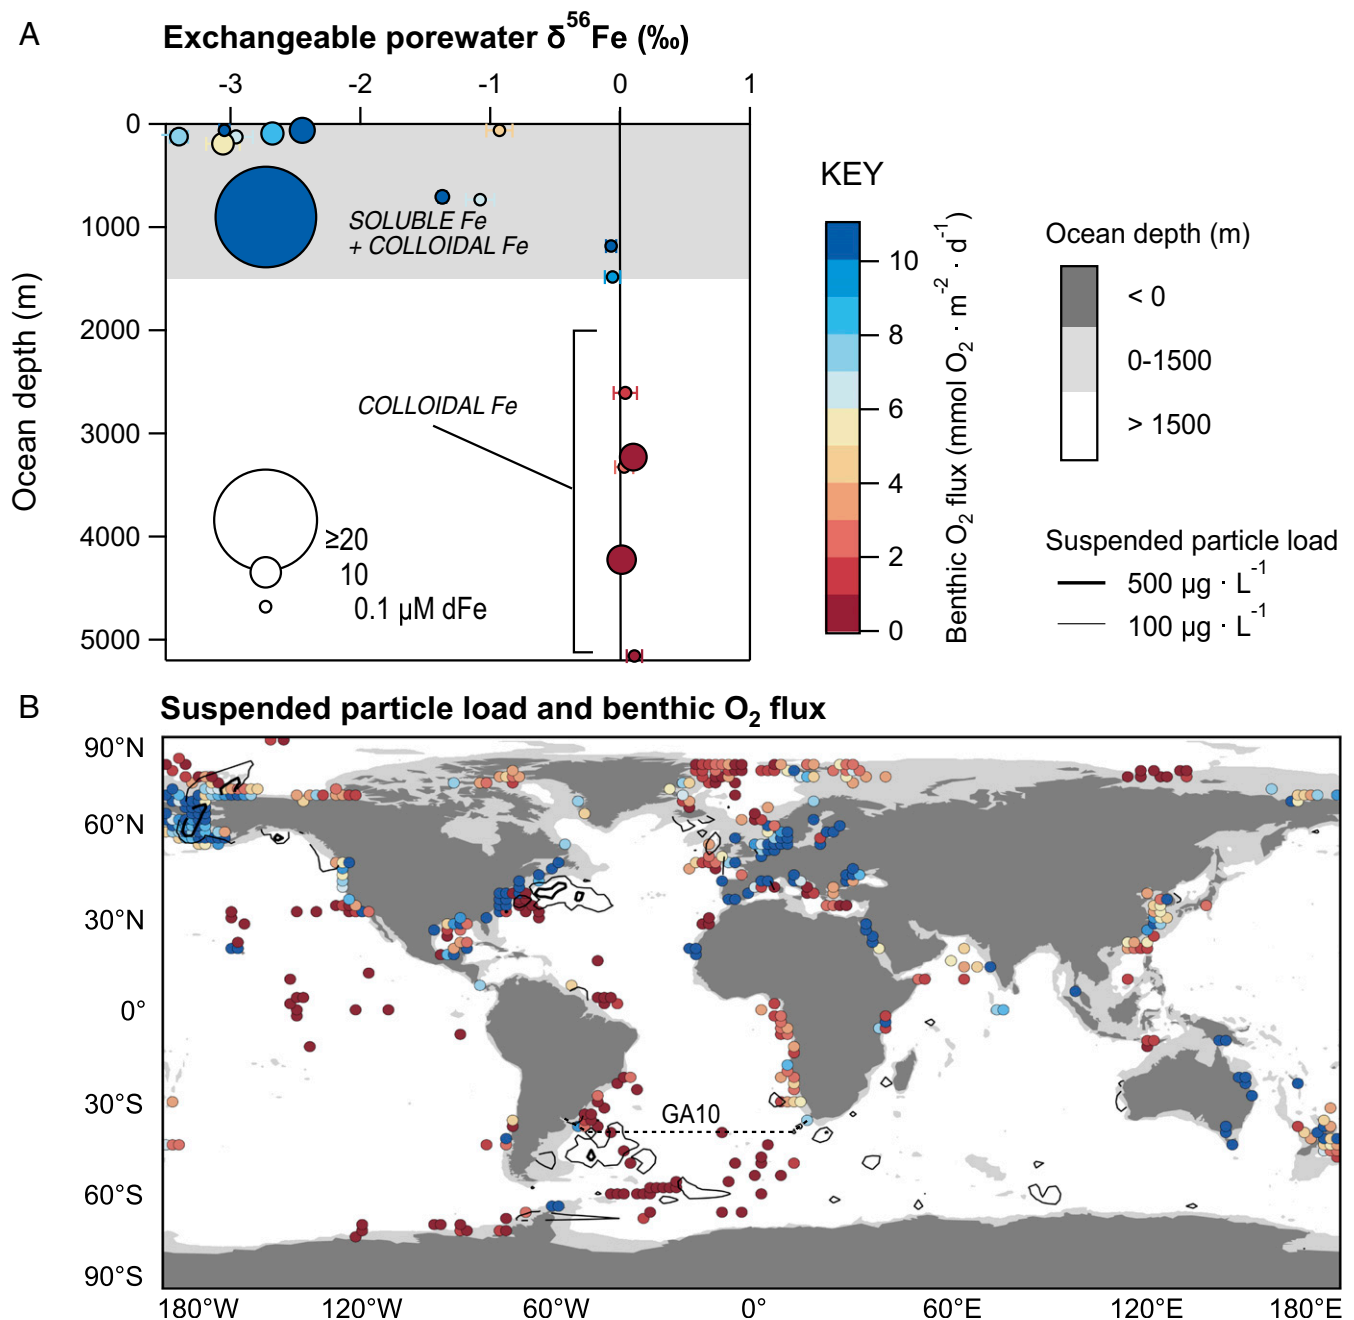 A
Exchangeable porewater δ⁵⁶Fe (‰)
-3 -2 -1 0 1
Ocean depth (m)
0
1000
2000
3000
4000
5000
SOLUBLE Fe
+ COLLOIDAL Fe
COLLOIDAL Fe
≥20
10
0.1 µM dFe
KEY
10
8
6
4
2
0
Benthic O₂ flux (mmol O₂ · m⁻² · d⁻¹)
Ocean depth (m)
< 0
0-1500
> 1500
Suspended particle load
500 µg · L⁻¹
100 µg · L⁻¹
B
Suspended particle load and benthic O₂ flux
90°N
60°N
30°N
0°
30°S
60°S
90°S
GA10
180°W 120°W 60°W 0° 60°E 120°E 180°E